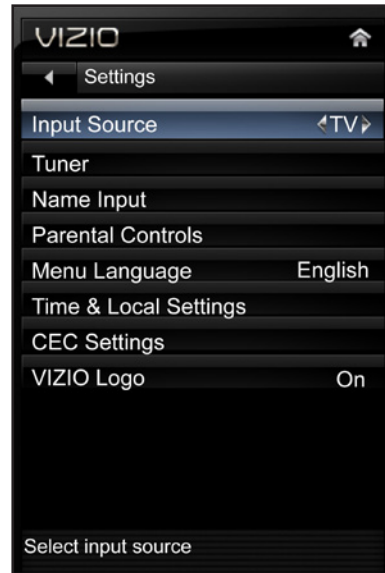 VIZIO
Settings
Input Source TV
Tuner
Name Input
Parental Controls
Menu Language English
Time & Local Settings
CEC Settings
VIZIO Logo On
Select input source